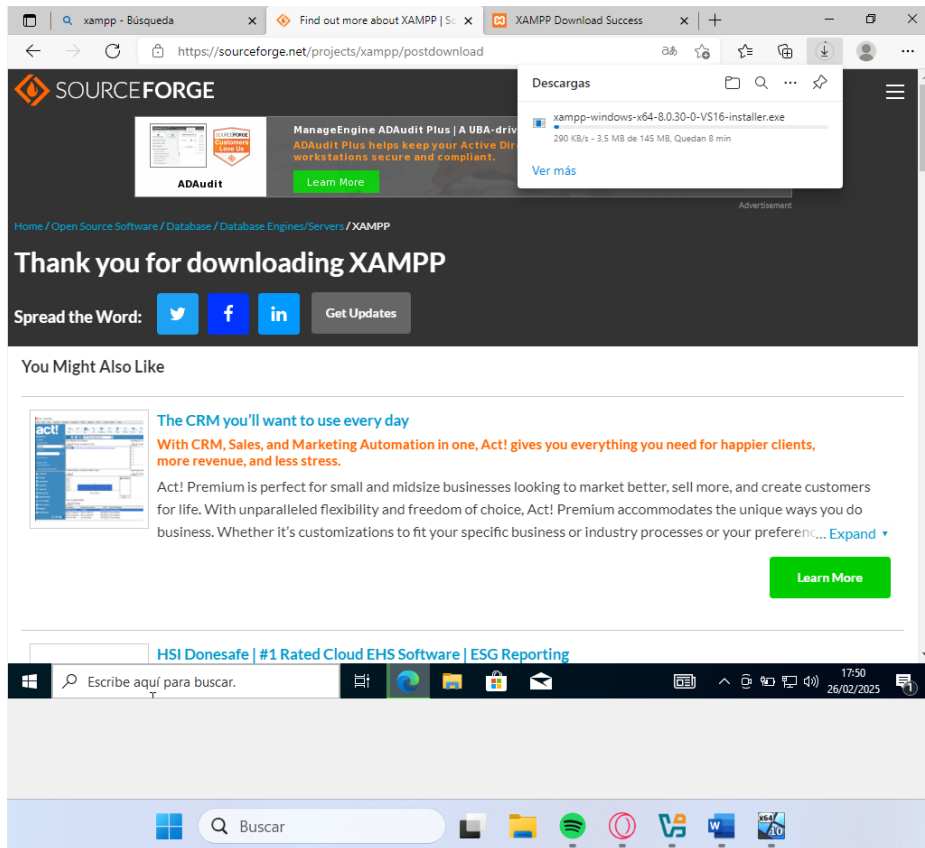 xampp - Búsqueda
Find out more about XAMPP | Sc
XAMPP Download Success
https://sourceforge.net/projects/xampp/postdownload
Descargas
xampp-windows-x64-8.0.30-0-VS16-installer.exe
290 KB/s - 3,5 MB de 145 MB, Quedan 8 min
Ver más
SOURCEFORGE
SOURCEFORGE
Customers
Love Us
ADAudit
ManageEngine ADAudit Plus | A UBA-driv
ADAudit Plus helps keep your Active Dir
workstations secure and compliant.
Learn More
Advertisement
Home / Open Source Software / Database / Database Engines/Servers / XAMPP
Thank you for downloading XAMPP
Spread the Word:
Get Updates
You Might Also Like
act!
The CRM you'll want to use every day
With CRM, Sales, and Marketing Automation in one, Act! gives you everything you need for happier clients,
more revenue, and less stress.
Act! Premium is perfect for small and midsize businesses looking to market better, sell more, and create customers
for life. With unparalleled flexibility and freedom of choice, Act! Premium accommodates the unique ways you do
business. Whether it's customizations to fit your specific business or industry processes or your preferenc... Expand
Learn More
HSI Donesafe | #1 Rated Cloud EHS Software | ESG Reporting
Escribe aquí para buscar.
17:50
26/02/2025
1
Buscar
x64
10